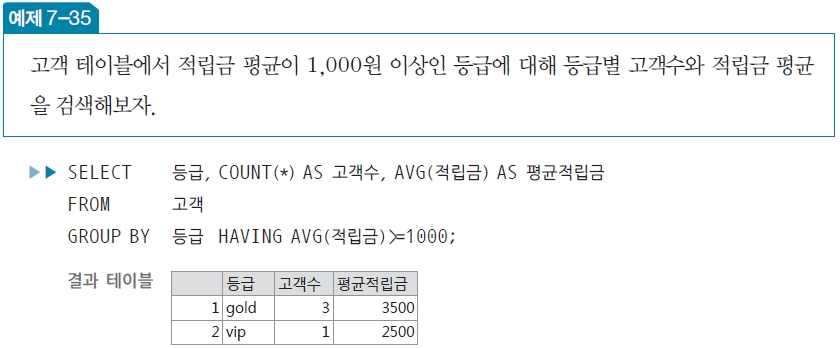 예제 7-35
고객 테이블에서 적립금 평균이 1,000원 이상인 등급에 대해 등급별 고객수와 적립금 평균
을 검색해보자.
▶▶ SELECT 등급, COUNT(*) AS 고객수, AVG(적립금) AS 평균적립금
FROM 고객
GROUP BY 등급 HAVING AVG(적립금)>=1000;
결과 테이블
등급 고객수 평균적립금
1 gold 3 3500
2 vip 1 2500